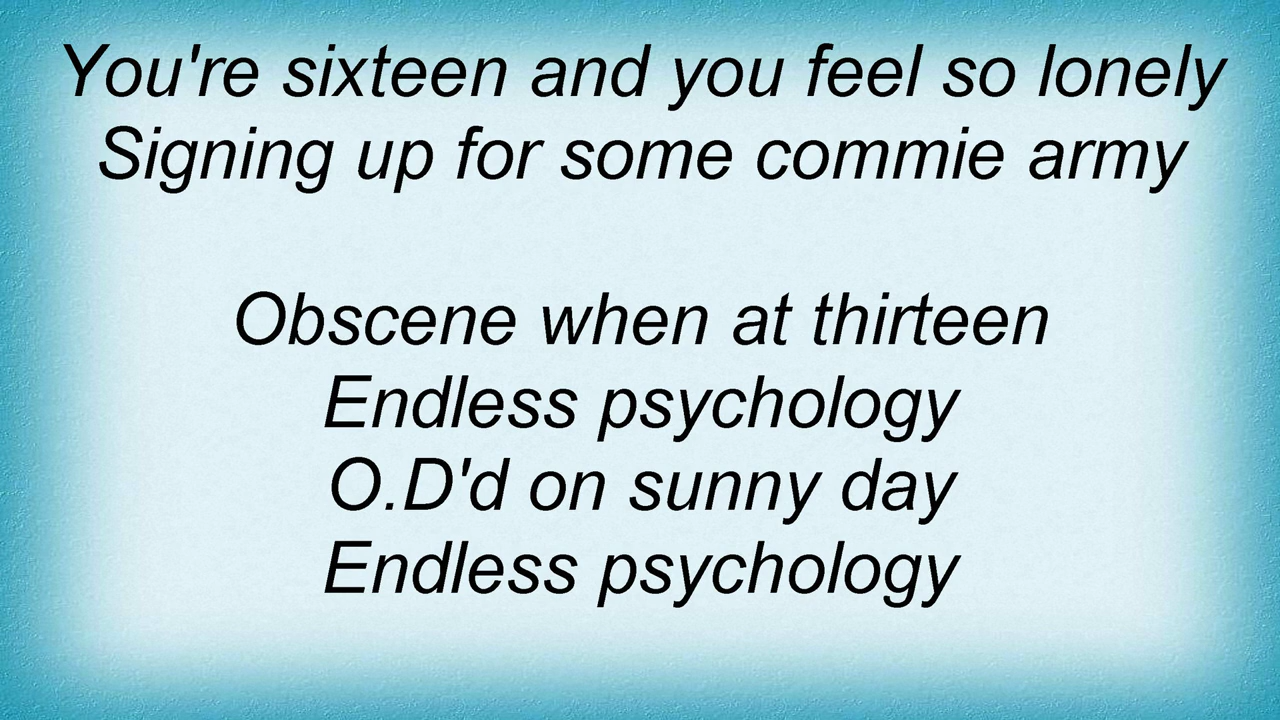 You're sixteen and you feel so lonely
Signing up for some commie army
Obscene when at thirteen
Endless psychology
O.D'd on sunny day
Endless psychology